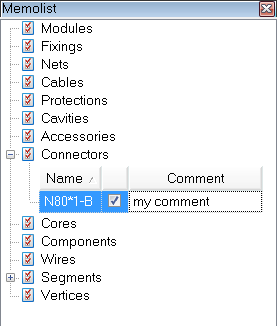 Memolist
Modules
Fixings
Nets
Cables
Protections
Cavities
Accessories
Connectors
Name Comment
N80*1-B my comment
Cores
Components
Wires
Segments
Vertices